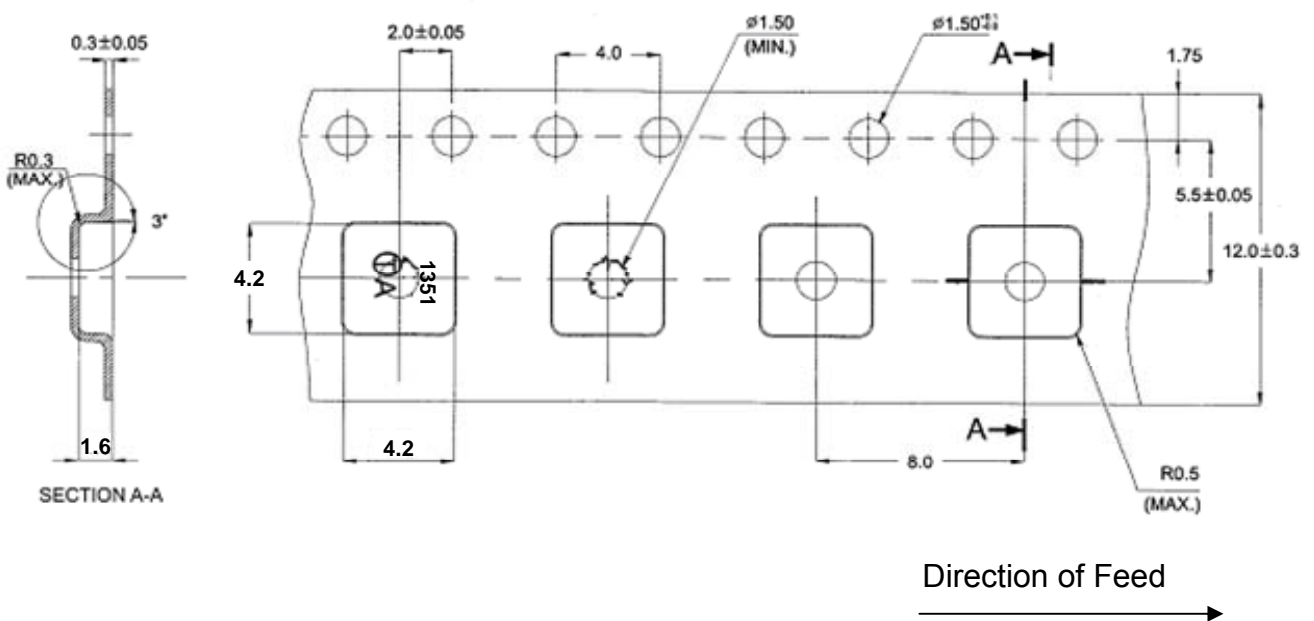 0.3±0.05
2.0±0.05
4.0
ø1.50
(MIN.)
ø1.50
A
1.75
R0.3
(MAX.)
3°
5.5±0.05
12.0±0.3
4.2
T
A
1351
1.6
4.2
A
8.0
R0.5
(MAX.)
SECTION A-A
Direction of Feed